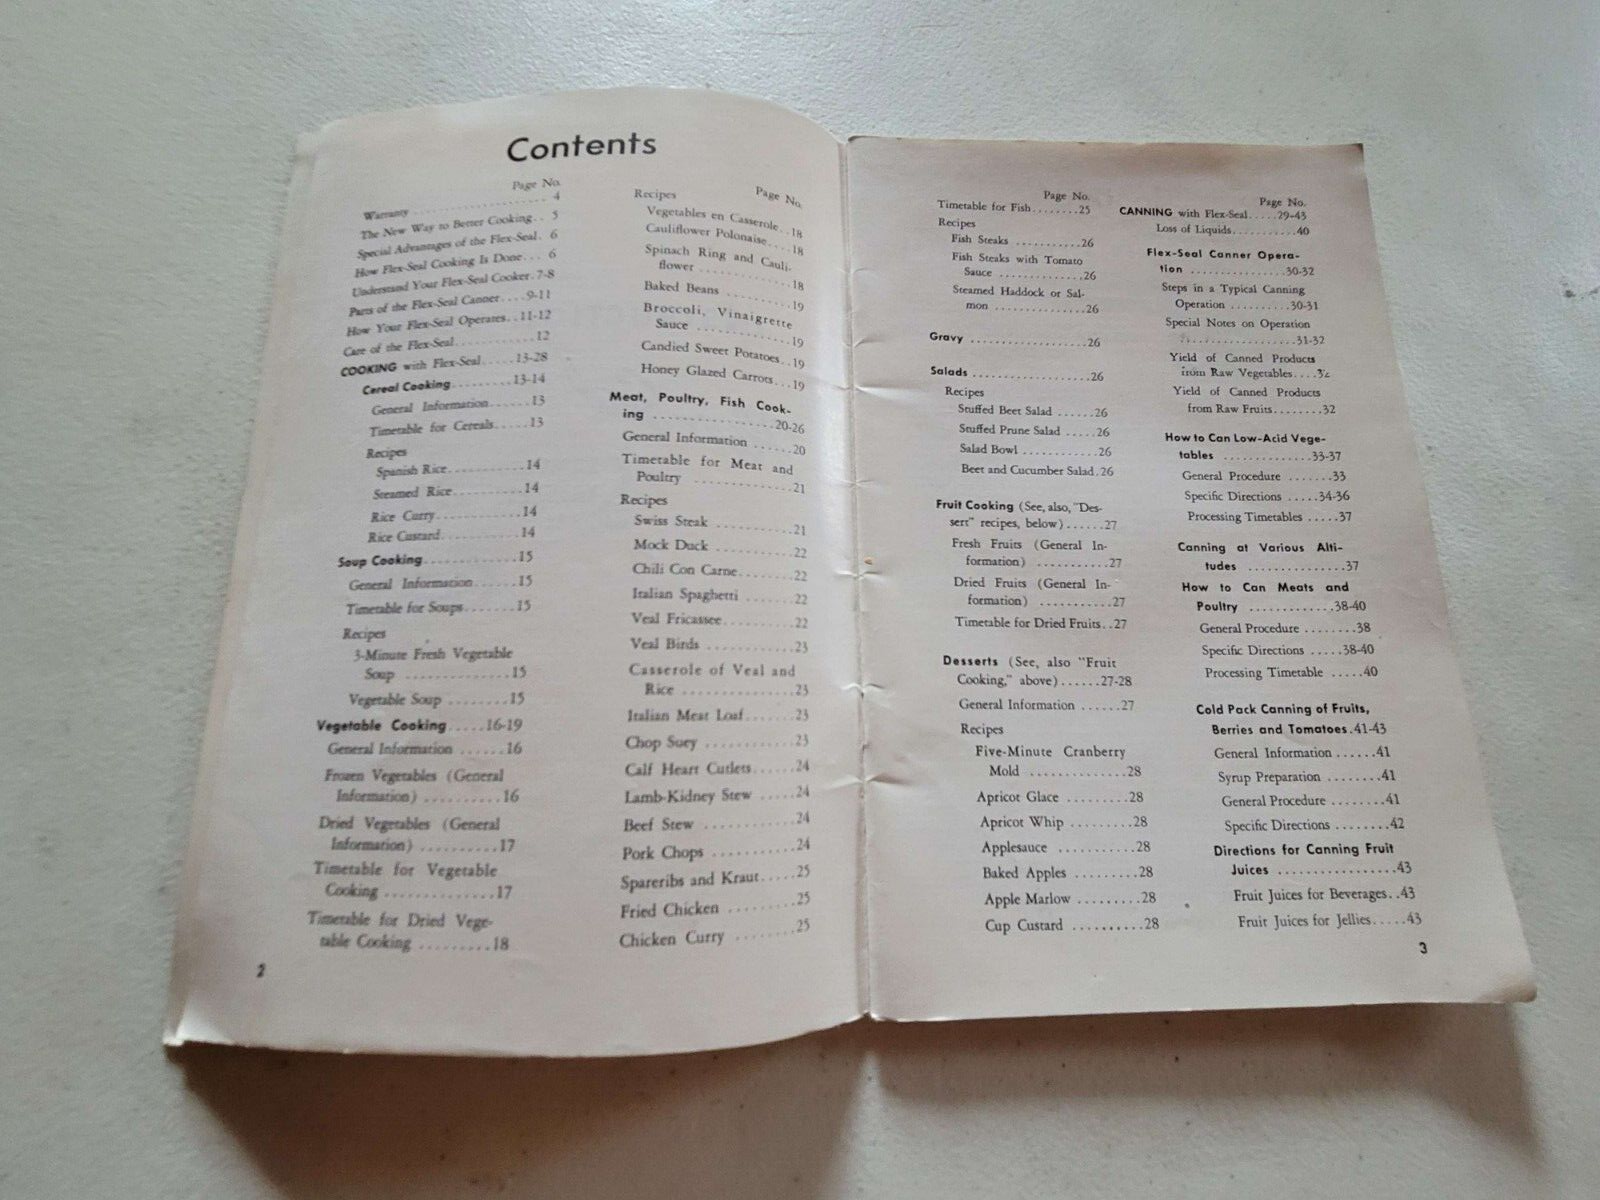 Contents
Page No.
Warranty ........................ 4
The New Way to Better Cooking.. 5
Special Advantages of the Flex-Seal. 6
How Flex-Seal Cooking Is Done... 6
Understand Your Flex-Seal Cooker. 7-8
Parts of the Flex-Seal Canner....9-11
How Your Flex-Seal Operates..11-12
Care of the Flex-Seal..............12
COOKING with Flex-Seal.....13-28
Cereal Cooking.........13-14
General Information......13
Timetable for Cereals.....13
Recipes
Spanish Rice...........14
Steamed Rice..........14
Rice Curry............14
Rice Custard..........14
Soup Cooking.............15
General Information ......15
Timetable for Soups.......15
Recipes
3-Minute Fresh Vegetable
Soup .............15
Vegetable Soup ........15
Vegetable Cooking.....16-19
General Information ......16
Frozen Vegetables (General
Information) ..........16
Dried Vegetables (General
Information) ..........17
Timetable for Vegetable
Cooking ..............17
Timetable for Dried Vege-
table Cooking ..........18
2
Recipes Page No.
Vegetables en Casserole..18
Cauliflower Polonaise....18
Spinach Ring and Cauli-
flower ..............18
Baked Beans ..........19
Broccoli, Vinaigrette
Sauce ..............19
Candied Sweet Potatoes..19
Honey Glazed Carrots...19
Meat, Poultry, Fish Cook-
ing ..................20-26
General Information ......20
Timetable for Meat and
Poultry ..............21
Recipes
Swiss Steak ...........21
Mock Duck ...........22
Chili Con Carne........22
Italian Spaghetti .......22
Veal Fricassee..........22
Veal Birds ............23
Casserole of Veal and
Rice ................23
Italian Meat Loaf.......23
Chop Suey ............23
Calf Heart Cutlets......24
Lamb-Kidney Stew .....24
Beef Stew ............24
Pork Chops ...........24
Spareribs and Kraut.....25
Fried Chicken .........25
Chicken Curry ........25
Page No.
Timetable for Fish........25
Recipes
Fish Steaks ...........26
Fish Steaks with Tomato
Sauce ..............26
Steamed Haddock or Sal-
mon ...............26
Gravy ....................26
Salads ....................26
Recipes
Stuffed Beet Salad ......26
Stuffed Prune Salad .....26
Salad Bowl ............26
Beet and Cucumber Salad.26
Fruit Cooking (See, also, "Des-
sert" recipes, below)......27
Fresh Fruits (General In-
formation) ............27
Dried Fruits (General In-
formation) ............27
Timetable for Dried Fruits..27
Desserts (See, also "Fruit
Cooking," above)......27-28
General Information ......27
Recipes
Five-Minute Cranberry
Mold ..............28
Apricot Glace .........28
Apricot Whip .........28
Applesauce ...........28
Baked Apples .........28
Apple Marlow .........28
Cup Custard ..........28
Page No.
CANNING with Flex-Seal.....29-43
Loss of Liquids...........40
Flex-Seal Canner Opera-
tion ................30-32
Steps in a Typical Canning
Operation ..........30-31
Special Notes on Operation
....................31-32
Yield of Canned Products
from Raw Vegetables....32
Yield of Canned Products
from Raw Fruits........32
How to Can Low-Acid Vege-
tables ..............33-37
General Procedure .......33
Specific Directions .....34-36
Processing Timetables .....37
Canning at Various Alti-
tudes ................37
How to Can Meats and
Poultry .............38-40
General Procedure ........38
Specific Directions .....38-40
Processing Timetable .....40
Cold Pack Canning of Fruits,
Berries and Tomatoes.41-43
General Information ......41
Syrup Preparation ........41
General Procedure ........41
Specific Directions ........42
Directions for Canning Fruit
Juices .................43
Fruit Juices for Beverages..43
Fruit Juices for Jellies.....43
3